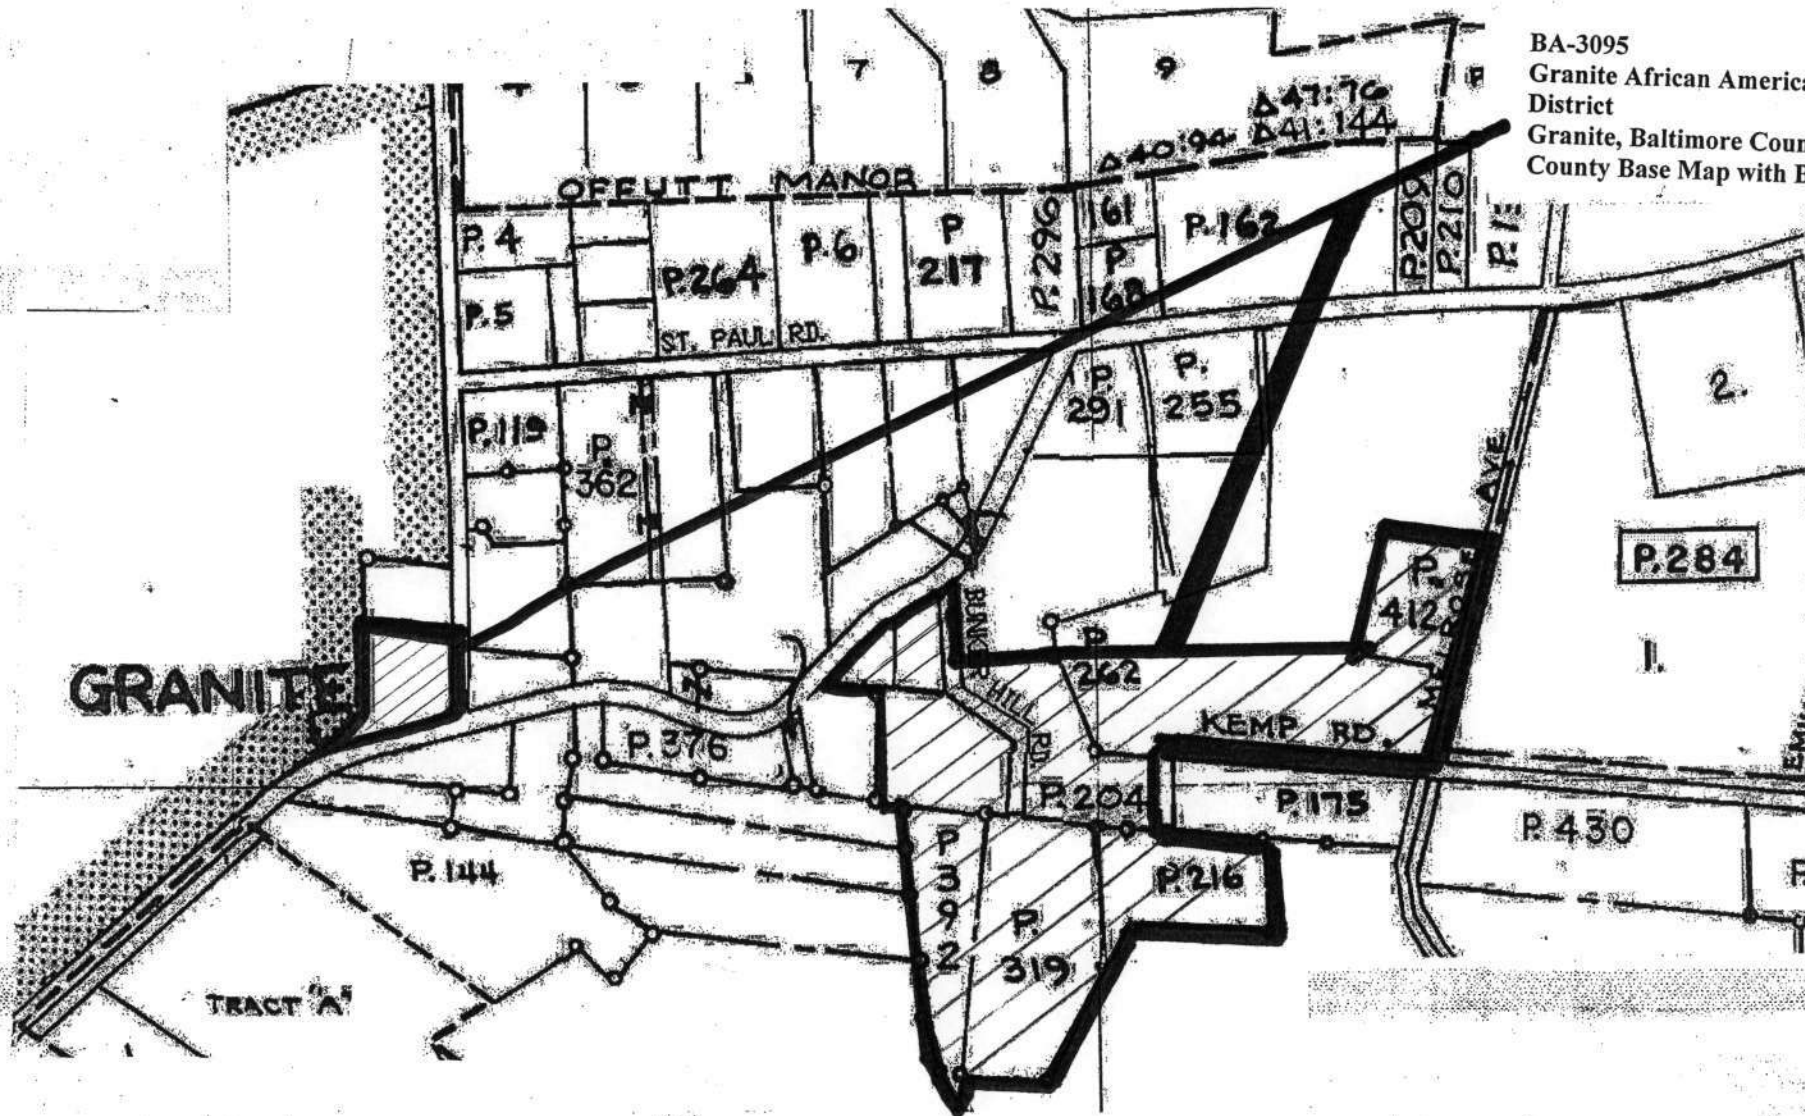 BA-3095
Granite African America
District
Granite, Baltimore Coun
County Base Map with B
7
8
9
P
Δ47:76
Δ40:94 Δ41:144
OFFUTT MANOR
P.4
P.5
P.264
P.6
P
217
P.296
161
P
168
P.162
P.209
P.210
ST. PAUL RD.
P.119
P.
362
P.
291
P.
255
2.
AVE
P.284
1.
P.
412
MELROSE
BUNKER HILL RD
P
262
KEMP RD.
GRANITE
P.376
P.204
P.175
P.430
P.144
P
392
P.
319
P.216
TRACT "A"